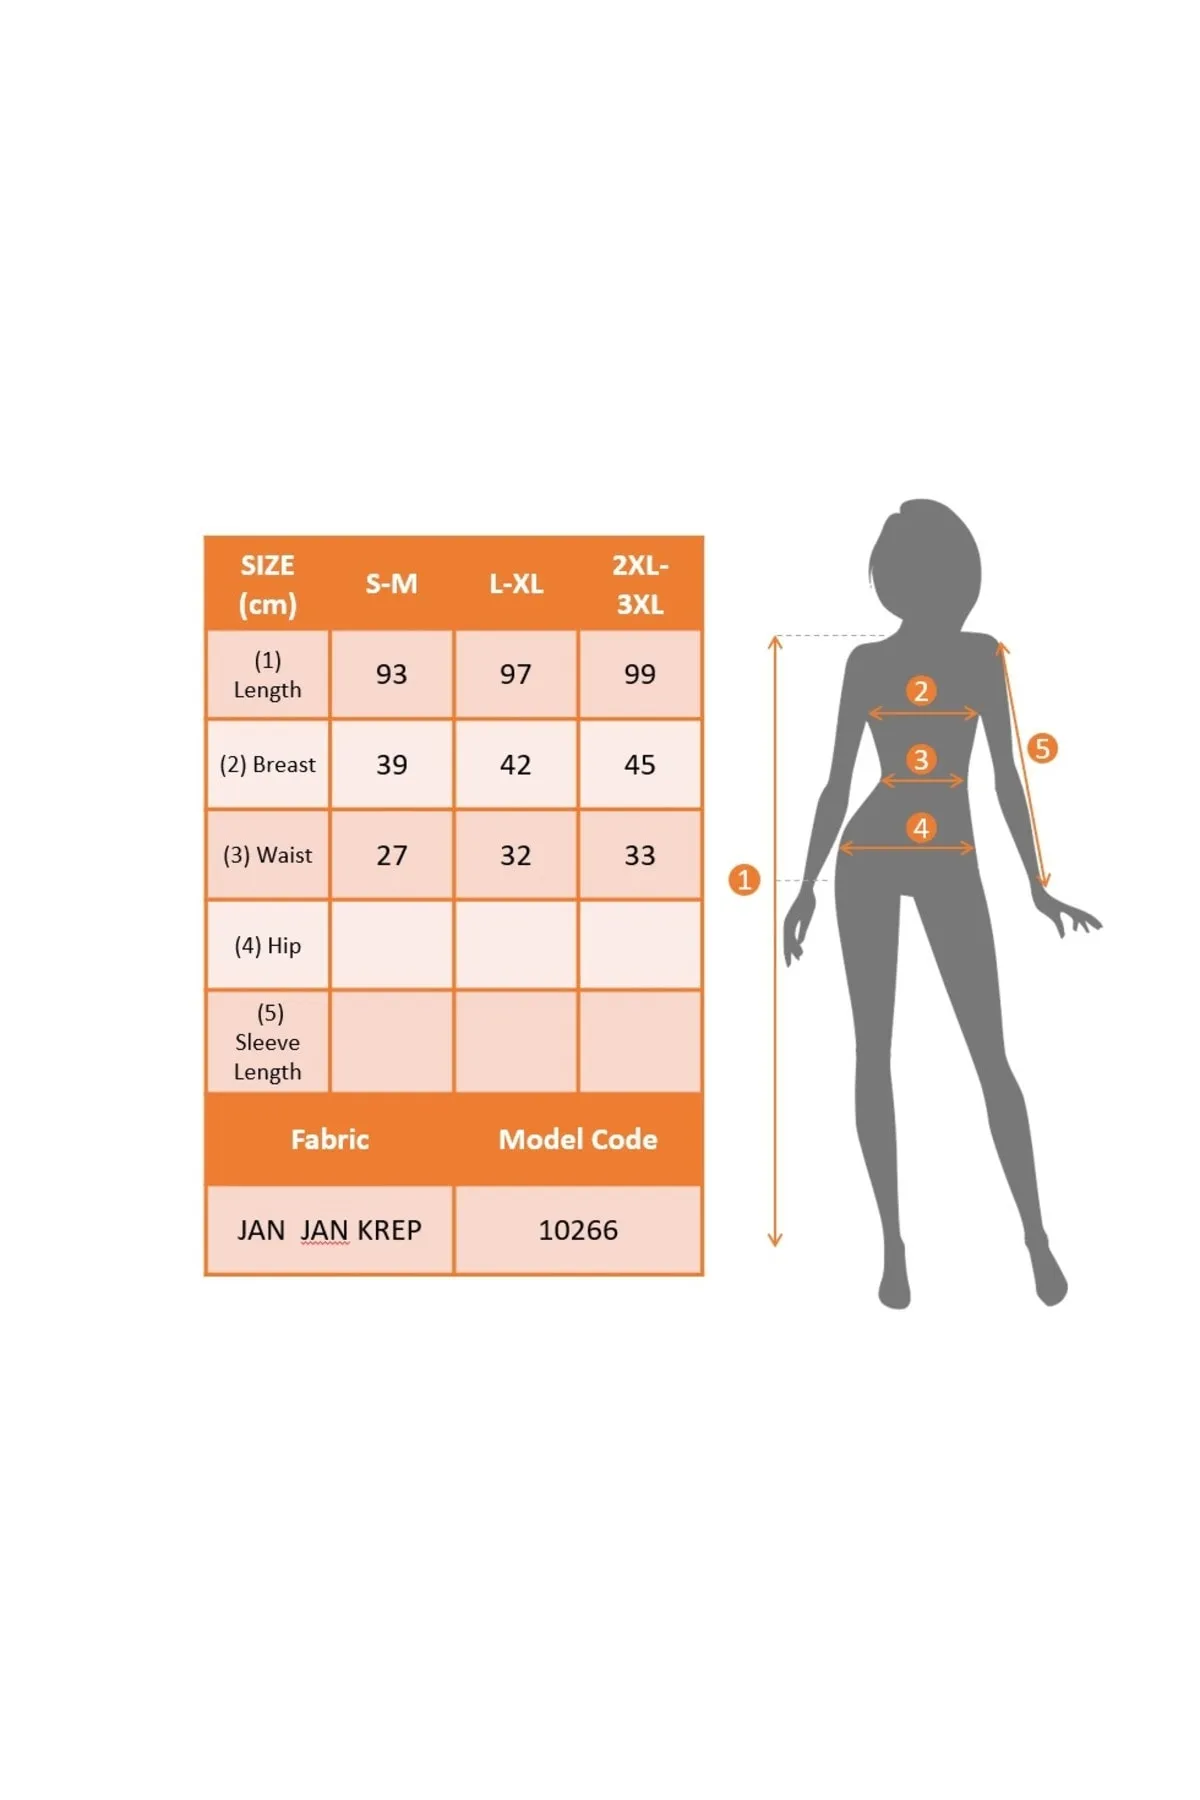 SIZE (cm) S-M L-XL 2XL-3XL
(1) Length 93 97 99
(2) Breast 39 42 45
(3) Waist 27 32 33
(4) Hip
(5) Sleeve Length
Fabric Model Code
JAN JAN KREP 10266
1
2
3
4
5